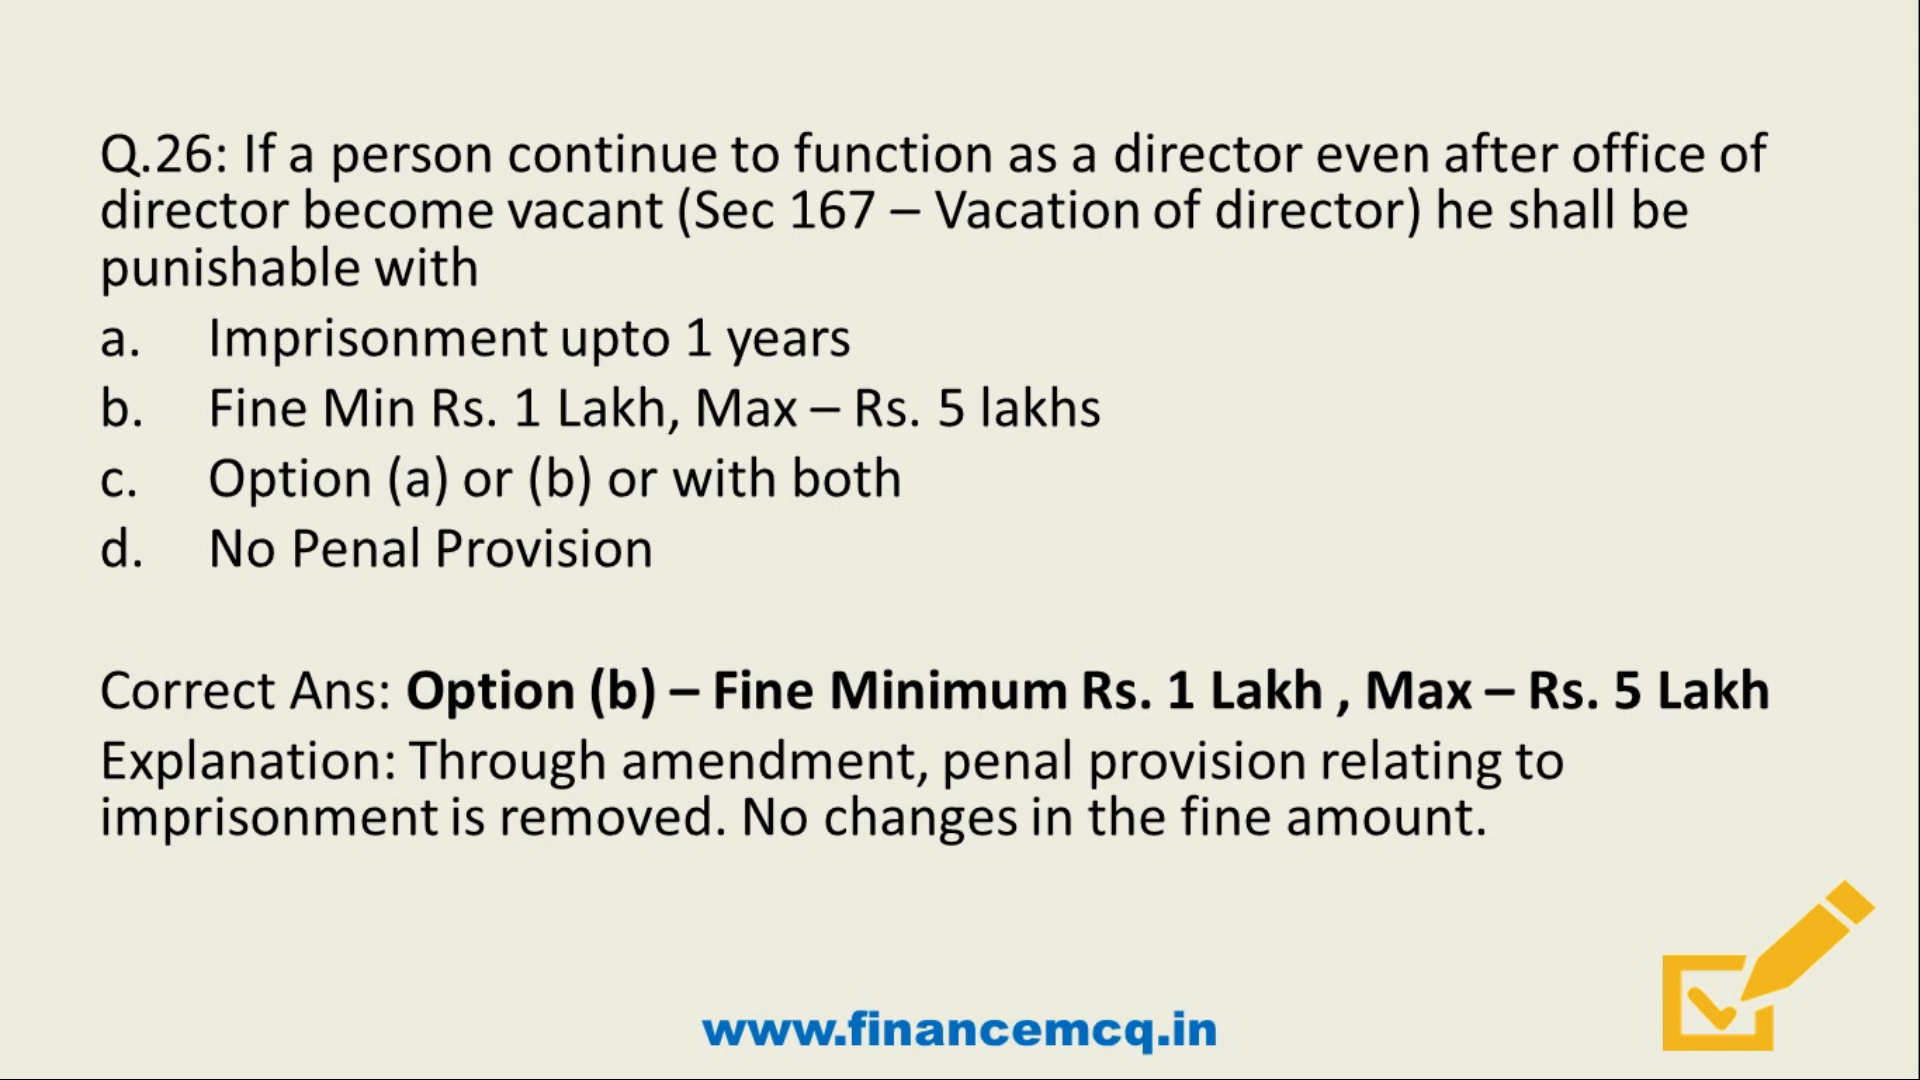 Q.26: If a person continue to function as a director even after office of
director become vacant (Sec 167 – Vacation of director) he shall be
punishable with
a. Imprisonment upto 1 years
b. Fine Min Rs. 1 Lakh, Max – Rs. 5 lakhs
c. Option (a) or (b) or with both
d. No Penal Provision
Correct Ans: Option (b) – Fine Minimum Rs. 1 Lakh , Max – Rs. 5 Lakh
Explanation: Through amendment, penal provision relating to
imprisonment is removed. No changes in the fine amount.
www.financemcq.in